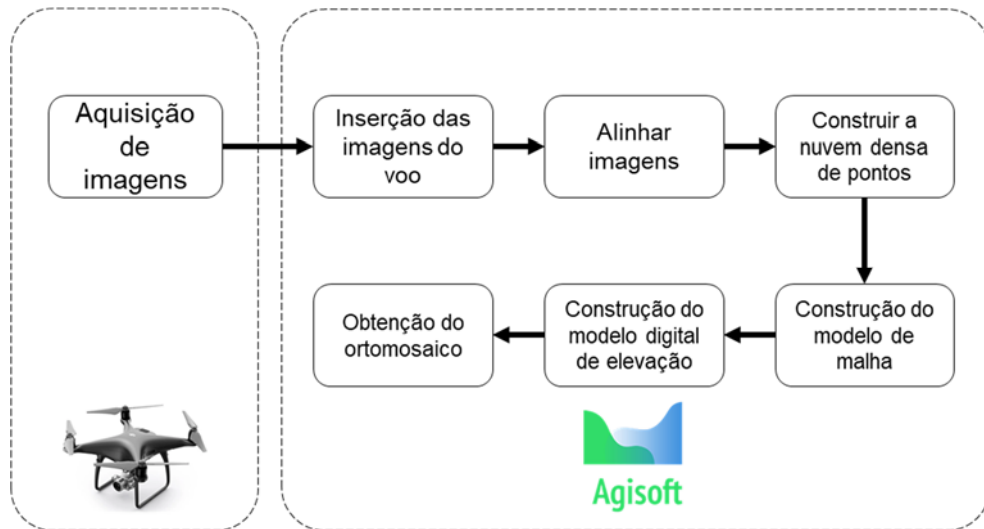 Aquisição
de
imagens
Inserção das
imagens do
voo
Alinhar
imagens
Construir a
nuvem densa
de pontos
Obtenção do
ortomosaico
Construção do
modelo digital
de elevação
Construção do
modelo de
malha
Agisoft